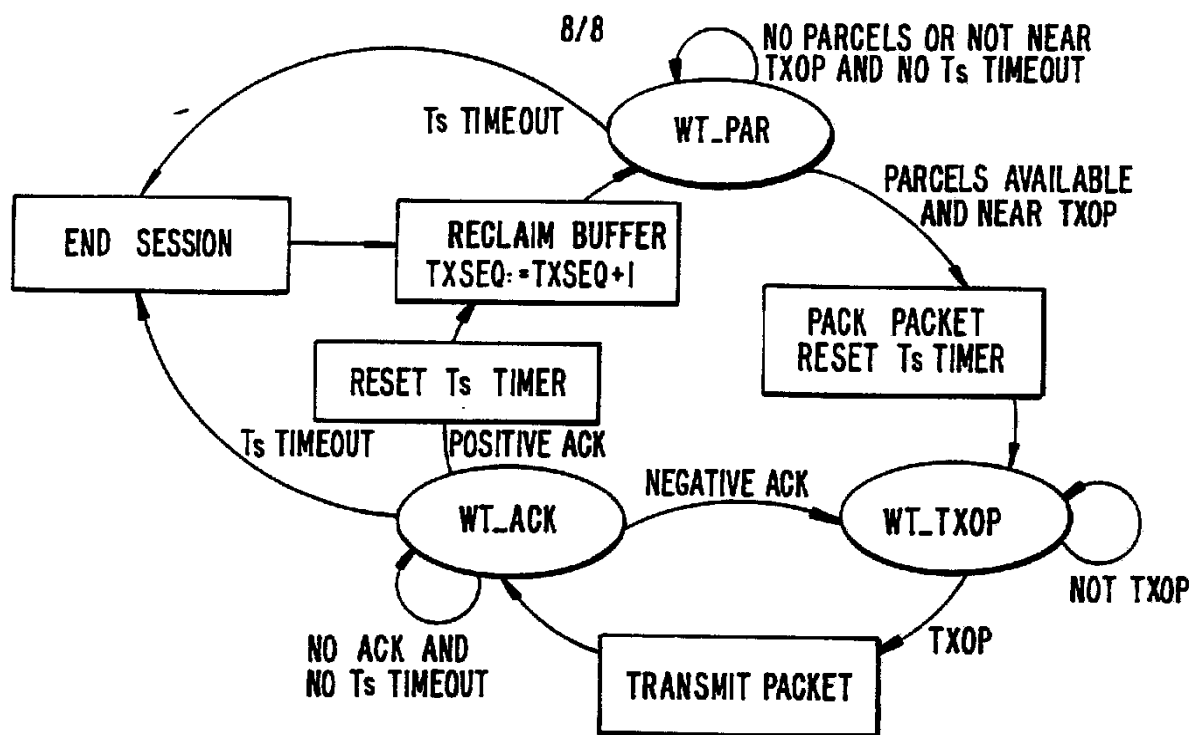 8/8
NO PARCELS OR NOT NEAR
TXOP AND NO Ts TIMEOUT
Ts TIMEOUT
WT_PAR
PARCELS AVAILABLE
AND NEAR TXOP
END SESSION
RECLAIM BUFFER
TXSEQ:=TXSEQ+1
PACK PACKET
RESET Ts TIMER
RESET Ts TIMER
Ts TIMEOUT
POSITIVE ACK
NEGATIVE ACK
WT_ACK
WT_TXOP
NOT TXOP
NO ACK AND
NO Ts TIMEOUT
TXOP
TRANSMIT PACKET